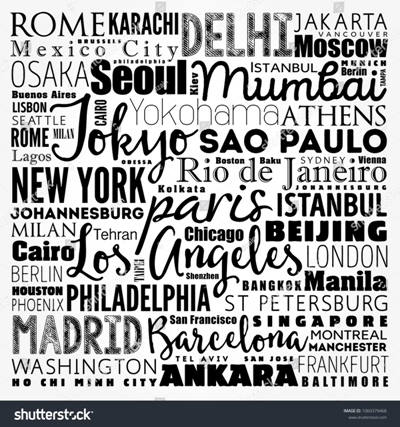 ROME KARACHI DELHI JAKARTA
BRUSSELS VANCOUVER
Mexico City Moscow
philadelphia MUNICH
OSAKA Seoul Kiev Mumbai ISTANBUL Berlin TAMPA
Buenos Aires
LISBON CAIRO Yokohama ATHENS
SEATTLE
ROME MILAN Tokyo SAO PAULO
Lagos ODESSA Boston Baku SYDNEY Vienna
NEW YORK Rio de Janeiro
Kolkata JOHANNESBURG
JOHANNESBURG paris ISTANBUL
MILAN Tehran Chicago BEIJING
Cairo Los Angeles LONDON
BERLIN TAIPEI Shenzhen Manila
HOUSTON BANGKOK
PHOENIX PHILADELPHIA ST PETERSBURG
MADRID San Francisco SINGAPORE
Barcelona MONTREAL
MANCHESTER
WASHINGTON TEL AVIV SAN JOSE FRANKFURT
HO CHI MINH CITY ANKARA BALTIMORE
shutterstock
IMAGE ID: 1060379468
www.shutterstock.com